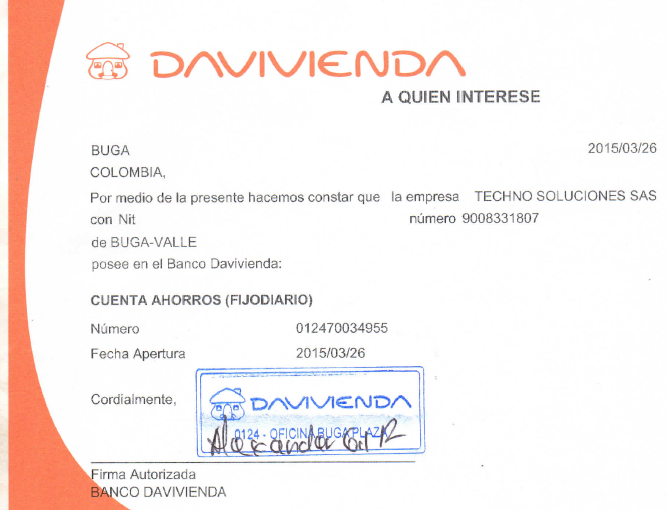 DAVIVIENDA
A QUIEN INTERESE
BUGA 2015/03/26
COLOMBIA,
Por medio de la presente hacemos constar que la empresa TECHNO SOLUCIONES SAS
con Nit número 9008331807
de BUGA-VALLE
posee en el Banco Davivienda:
CUENTA AHORROS (FIJODIARIO)
Número 012470034955
Fecha Apertura 2015/03/26
Cordialmente,
DAVIVIENDA
0124 - OFICINA BUGA PLAZA
Firma Autorizada
BANCO DAVIVIENDA